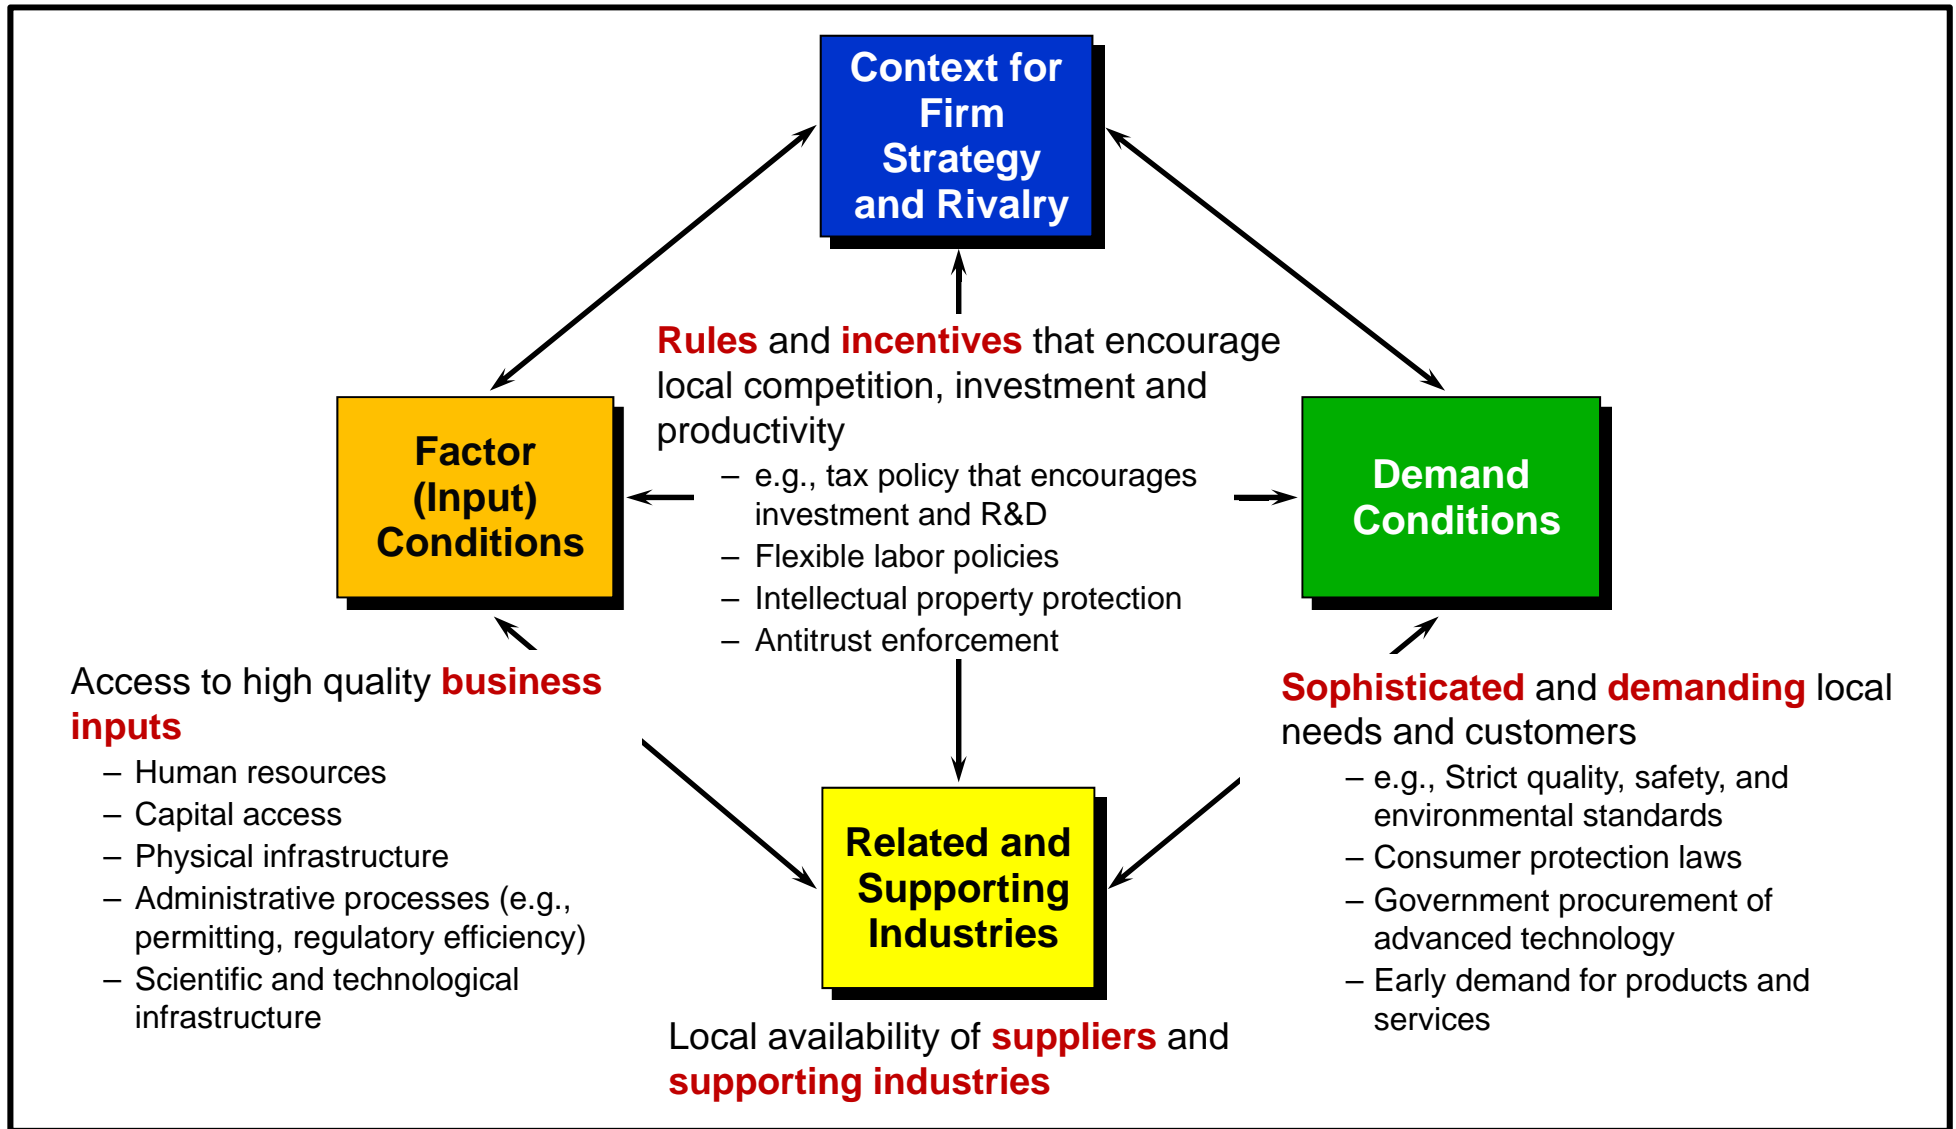 Context for
Firm
Strategy
and Rivalry
Rules and incentives that encourage
local competition, investment and
productivity
– e.g., tax policy that encourages
investment and R&D
– Flexible labor policies
– Intellectual property protection
– Antitrust enforcement
Factor
(Input)
Conditions
Demand
Conditions
Access to high quality business
inputs
– Human resources
– Capital access
– Physical infrastructure
– Administrative processes (e.g.,
permitting, regulatory efficiency)
– Scientific and technological
infrastructure
Sophisticated and demanding local
needs and customers
– e.g., Strict quality, safety, and
environmental standards
– Consumer protection laws
– Government procurement of
advanced technology
– Early demand for products and
services
Related and
Supporting
Industries
Local availability of suppliers and
supporting industries